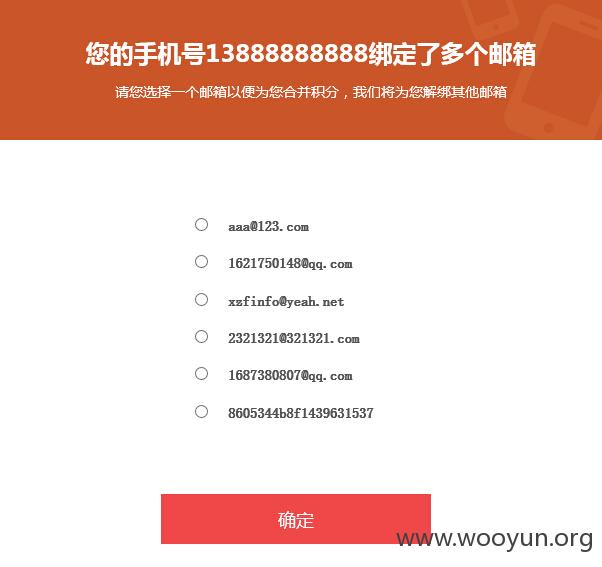 您的手机号13888888888绑定了多个邮箱
请您选择一个邮箱以便为您合并积分，我们将为您解绑其他邮箱
aaa@123.com
1621750148@qq.com
xzfinfo@yeah.net
2321321@321321.com
1687380807@qq.com
8605344b8f1439631537
确定
www.wooyun.org